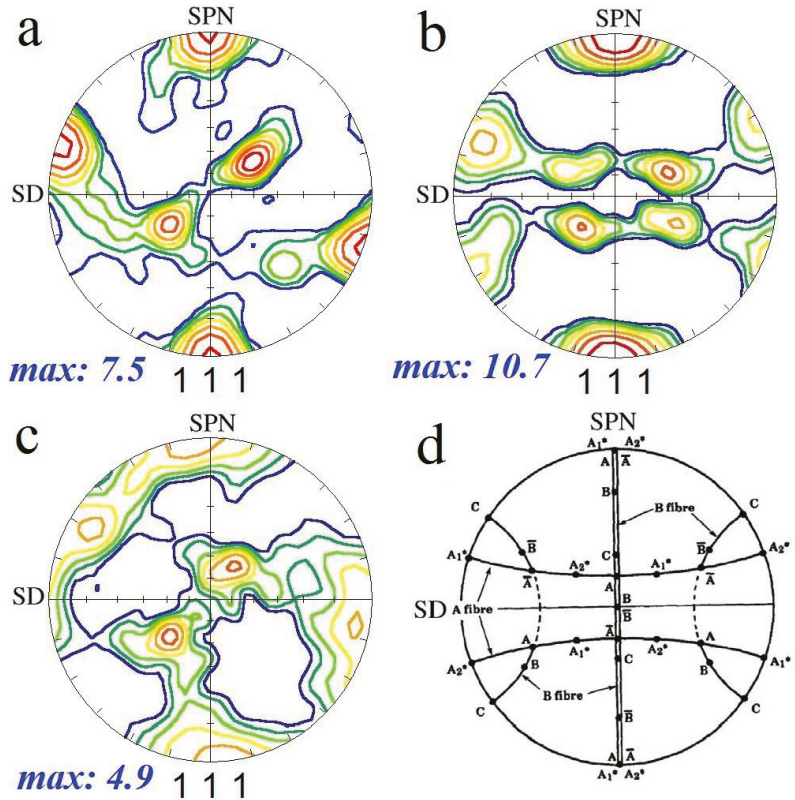 a
SPN
SD
max: 7.5
1 1 1
b
SPN
SD
max: 10.7
1 1 1
c
SPN
SD
max: 4.9
1 1 1
d
SPN
A₁* A₂*
A A̅
B
C
B fibre
C
B̅
B̅
C
A₁*
A₂*
A̅
A₂*
A₁*
A̅
A
SD
A fibre
B
B̅
A̅
A
A₁*
A₂*
A
C
A₂*
A₁*
B
B
B fibre
C
C
B̅
A A̅
A₁* A₂*